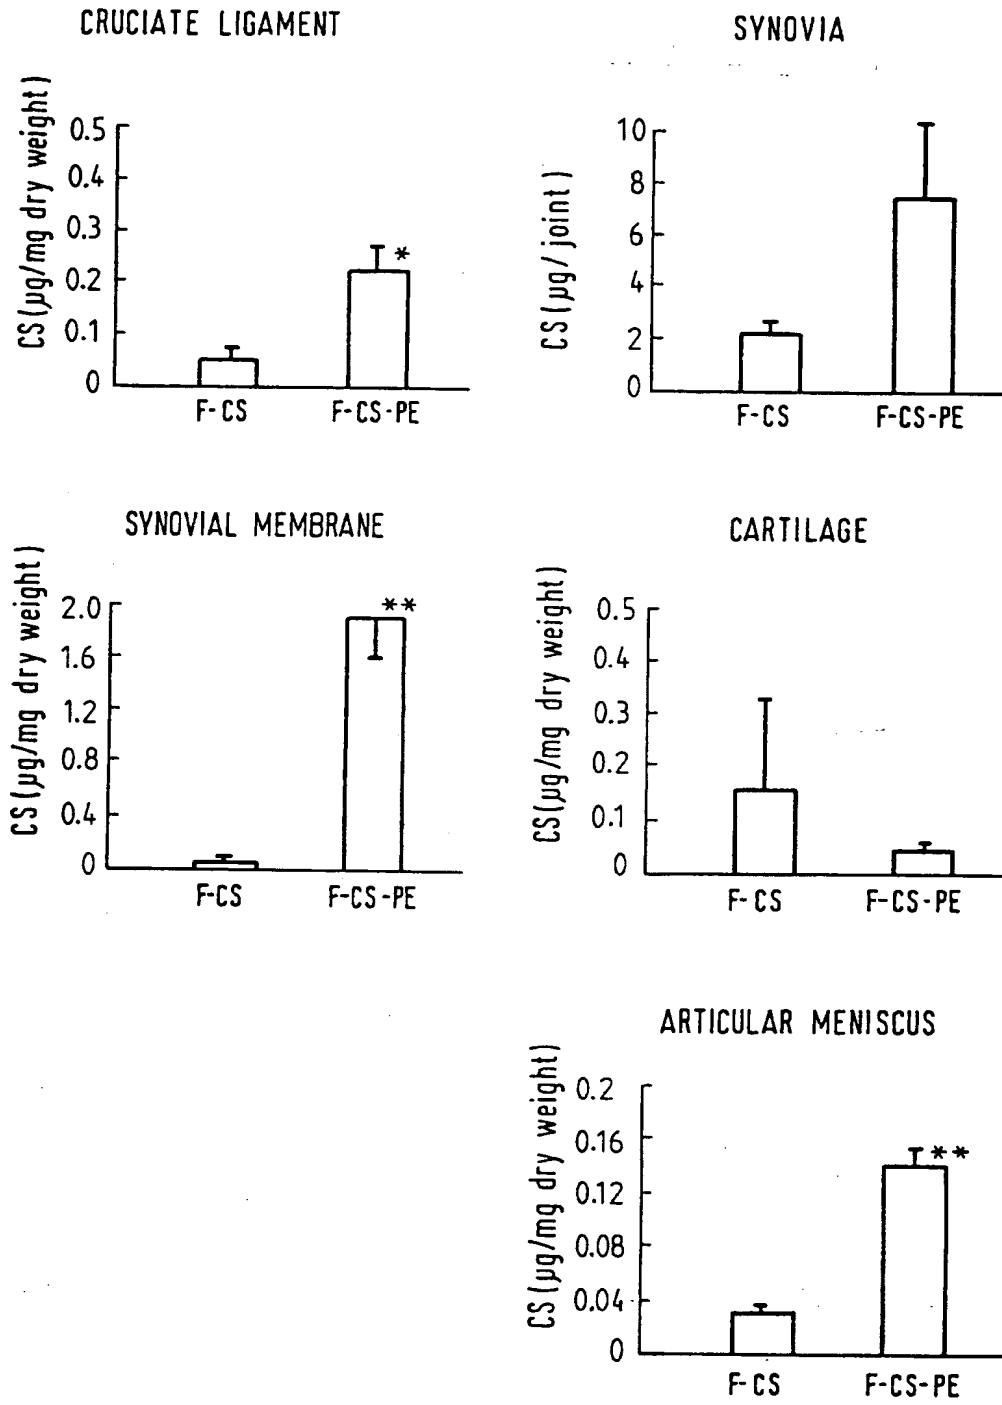 CRUCIATE LIGAMENT
CS (µg/mg dry weight)
0.5
0.4
0.3
0.2
0.1
0
*
F-CS
F-CS-PE
SYNOVIA
CS (µg/joint)
10
8
6
4
2
0
F-CS
F-CS-PE
SYNOVIAL MEMBRANE
CS (µg/mg dry weight)
2.0
1.6
1.2
0.8
0.4
0
**
F-CS
F-CS-PE
CARTILAGE
CS (µg/mg dry weight)
0.5
0.4
0.3
0.2
0.1
0
F-CS
F-CS-PE
ARTICULAR MENISCUS
CS (µg/mg dry weight)
0.2
0.16
0.12
0.08
0.04
0
**
F-CS
F-CS-PE